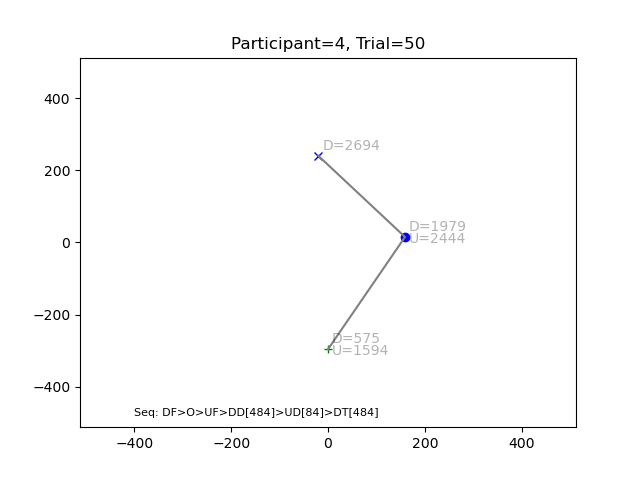 Participant=4, Trial=50
400
200
0
−200
−400
D=2694
D=1979
U=2444
D=575
U=1594
Seq: DF>O>UF>DD[484]>UD[84]>DT[484]
−400 −200 0 200 400